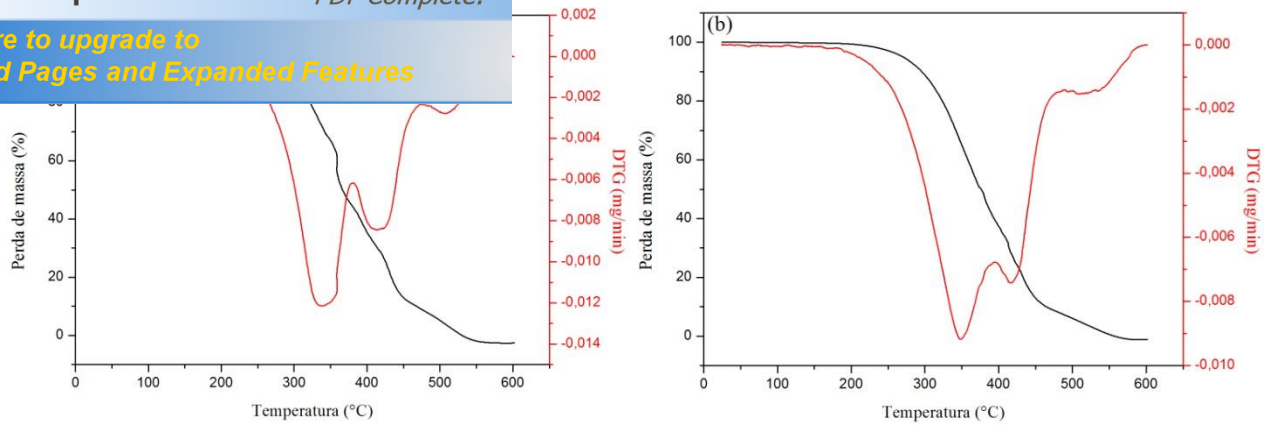 PDF Complete.
re to upgrade to
d Pages and Expanded Features
Perda de massa (%)
80
60
40
20
0
0 100 200 300 400 500 600
Temperatura (°C)
0,002
0,000
-0,002
-0,004
-0,006
-0,008
-0,010
-0,012
-0,014
DTG (mg/min)
(b)
Perda de massa (%)
100
80
60
40
20
0
0 100 200 300 400 500 600
Temperatura (°C)
0,000
-0,002
-0,004
-0,006
-0,008
-0,010
DTG (mg/min)